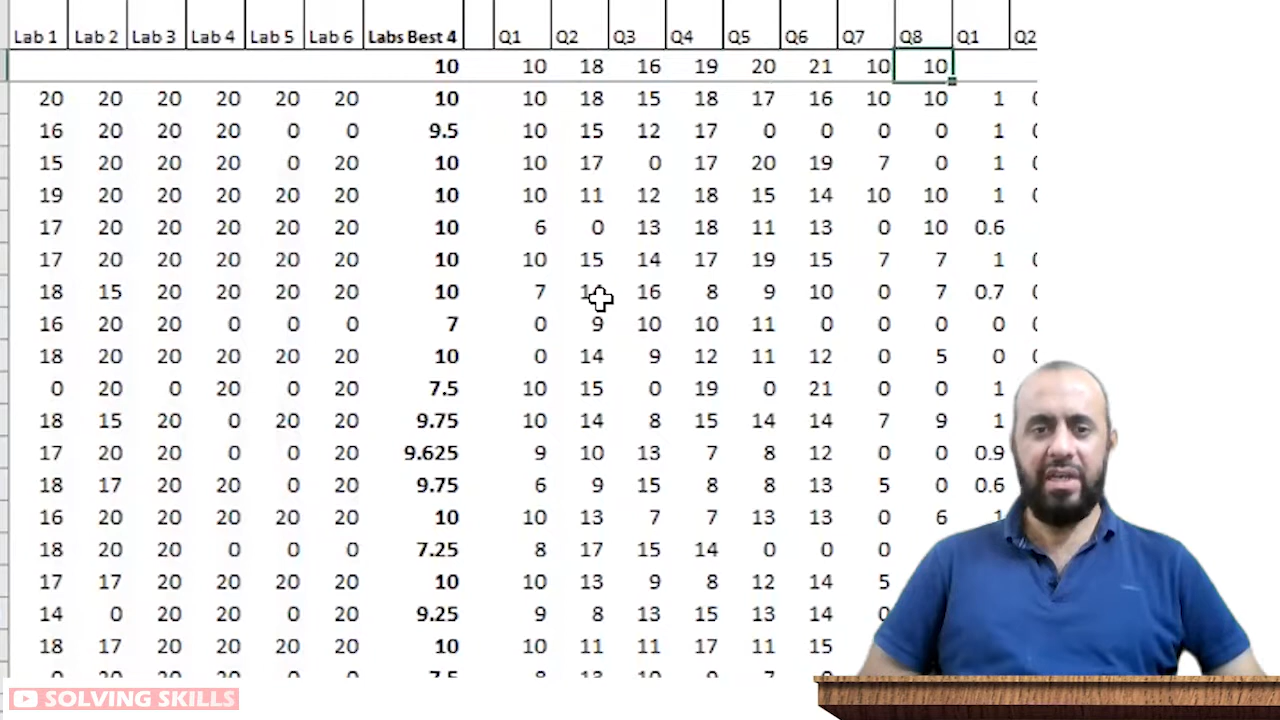 Lab 1 Lab 2 Lab 3 Lab 4 Lab 5 Lab 6 Labs Best 4 Q1 Q2 Q3 Q4 Q5 Q6 Q7 Q8 Q1 Q2
10 10 18 16 19 20 21 10 10
20 20 20 20 20 20 10 10 18 15 18 17 16 10 10 1
16 20 20 20 0 0 9.5 10 15 12 17 0 0 0 0 1
15 20 20 20 0 20 10 10 17 0 17 20 19 7 0 1
19 20 20 20 20 20 10 10 11 12 18 15 14 10 10 1
17 20 20 20 20 20 10 6 0 13 18 11 13 0 10 0.6
17 20 20 20 20 20 10 10 15 14 17 19 15 7 7 1
18 15 20 20 20 20 10 7 16 8 9 10 0 7 0.7
16 20 20 0 0 0 7 0 9 10 10 11 0 0 0 0
18 20 20 20 0 20 10 0 14 9 12 11 12 0 5 0
0 20 0 20 0 20 7.5 10 15 0 19 0 21 0 0 1
18 15 20 0 20 20 9.75 10 14 8 15 14 14 7 9 1
17 20 20 0 0 20 9.625 9 10 13 7 8 12 0 0 0.9
18 17 20 20 0 20 9.75 6 9 15 8 8 13 5 0 0.6
16 20 20 20 0 20 10 10 13 7 7 13 13 0 6
18 20 20 0 0 0 7.25 8 17 15 14 0 0 0
17 17 20 20 20 20 10 10 13 9 8 12 14 5
14 0 20 20 0 20 9.25 9 8 13 15 13 14
18 17 20 20 20 20 10 10 11 11 17 11 15
SOLVING SKILLS